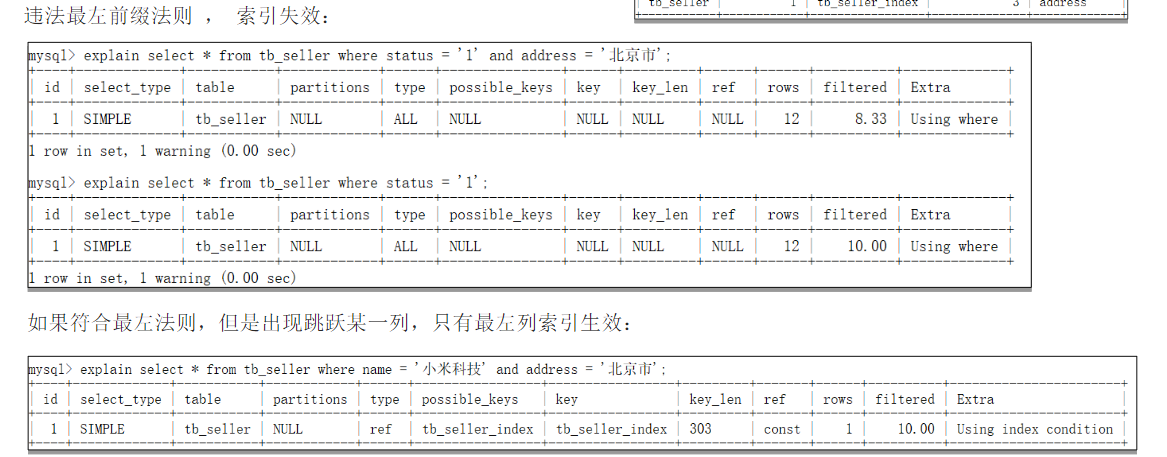 违法最左前缀法则 ， 索引失效：
tb_seller | 1 | tb_seller_index | 3 | address
mysql> explain select * from tb_seller where status = '1' and address = '北京市';
| id | select_type | table | partitions | type | possible_keys | key | key_len | ref | rows | filtered | Extra |
| 1 | SIMPLE | tb_seller | NULL | ALL | NULL | NULL | NULL | NULL | 12 | 8.33 | Using where |
1 row in set, 1 warning (0.00 sec)
mysql> explain select * from tb_seller where status = '1';
| id | select_type | table | partitions | type | possible_keys | key | key_len | ref | rows | filtered | Extra |
| 1 | SIMPLE | tb_seller | NULL | ALL | NULL | NULL | NULL | NULL | 12 | 10.00 | Using where |
1 row in set, 1 warning (0.00 sec)
如果符合最左法则，但是出现跳跃某一列，只有最左列索引生效：
mysql> explain select * from tb_seller where name = '小米科技' and address = '北京市';
| id | select_type | table | partitions | type | possible_keys | key | key_len | ref | rows | filtered | Extra |
| 1 | SIMPLE | tb_seller | NULL | ref | tb_seller_index | tb_seller_index | 303 | const | 1 | 10.00 | Using index condition |